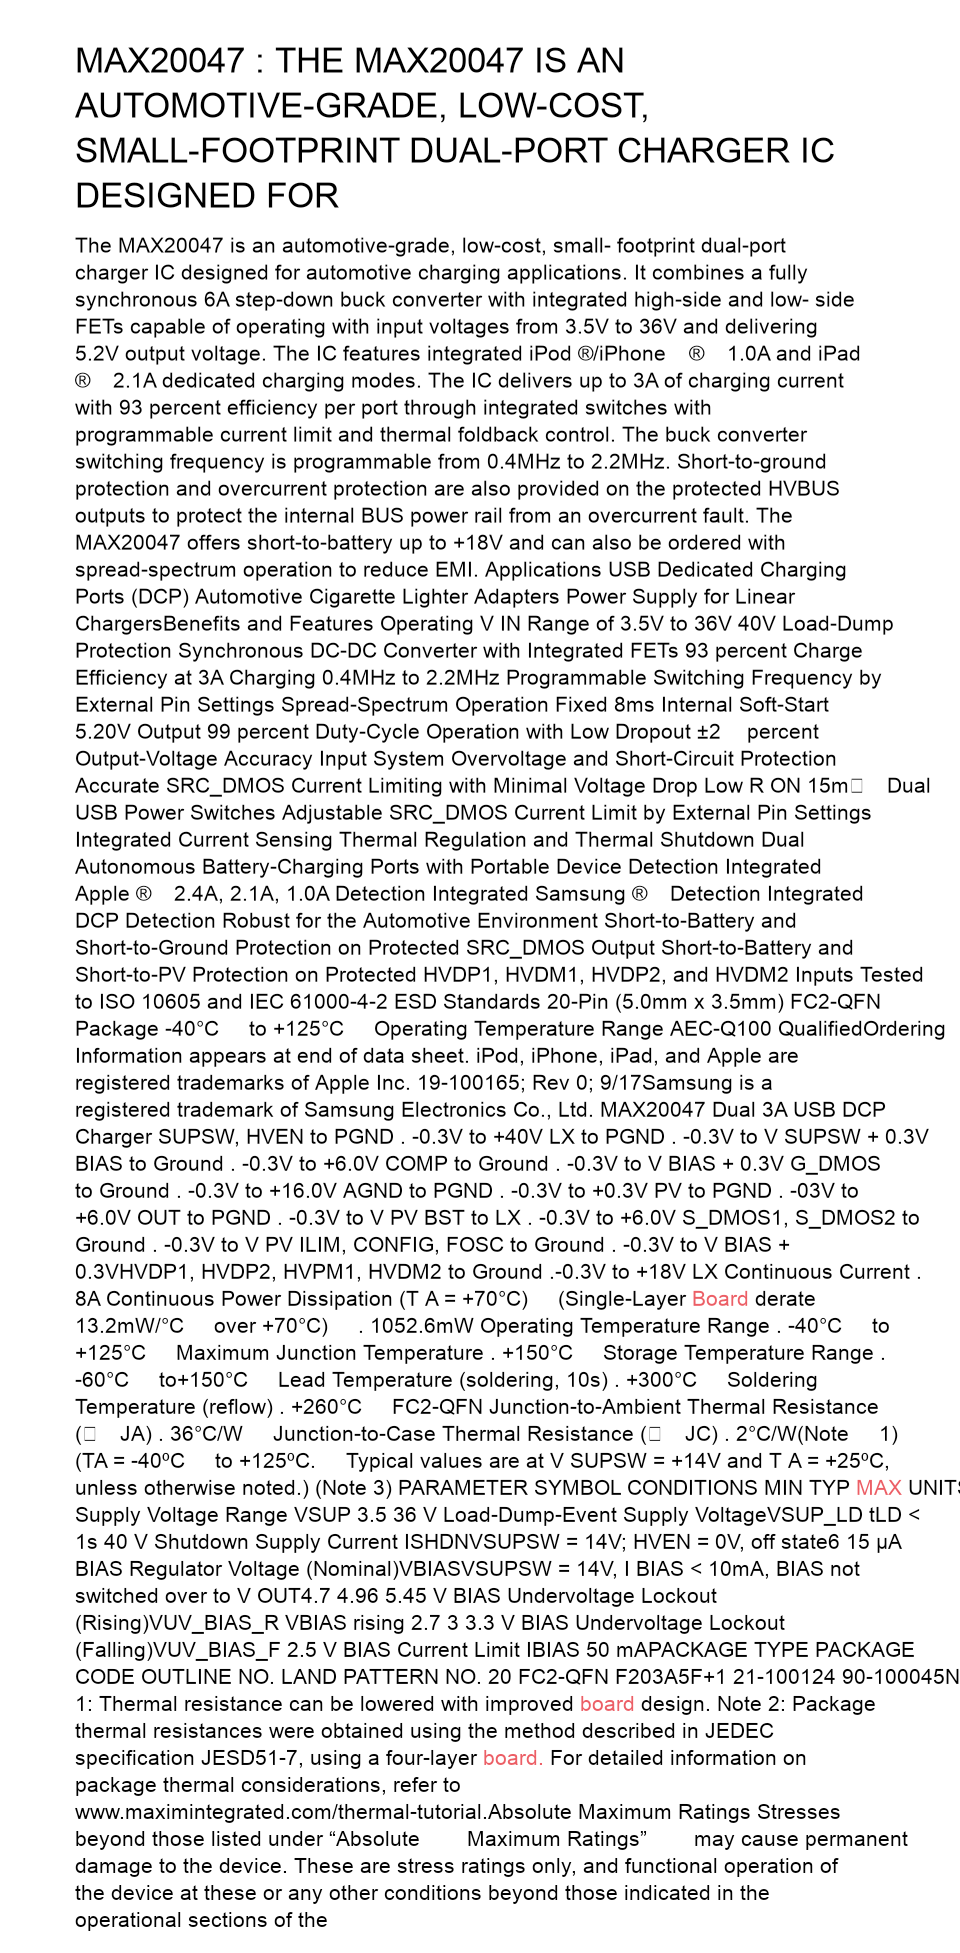 MAX20047 : THE MAX20047 IS AN
AUTOMOTIVE-GRADE, LOW-COST,
SMALL-FOOTPRINT DUAL-PORT CHARGER IC
DESIGNED FOR
The MAX20047 is an automotive-grade, low-cost, small- footprint dual-port
charger IC designed for automotive charging applications. It combines a fully
synchronous 6A step-down buck converter with integrated high-side and low- side
FETs capable of operating with input voltages from 3.5V to 36V and delivering
5.2V output voltage. The IC features integrated iPod ®/iPhone ® 1.0A and iPad
® 2.1A dedicated charging modes. The IC delivers up to 3A of charging current
with 93 percent efficiency per port through integrated switches with
programmable current limit and thermal foldback control. The buck converter
switching frequency is programmable from 0.4MHz to 2.2MHz. Short-to-ground
protection and overcurrent protection are also provided on the protected HVBUS
outputs to protect the internal BUS power rail from an overcurrent fault. The
MAX20047 offers short-to-battery up to +18V and can also be ordered with
spread-spectrum operation to reduce EMI. Applications USB Dedicated Charging
Ports (DCP) Automotive Cigarette Lighter Adapters Power Supply for Linear
ChargersBenefits and Features Operating V IN Range of 3.5V to 36V 40V Load-Dump
Protection Synchronous DC-DC Converter with Integrated FETs 93 percent Charge
Efficiency at 3A Charging 0.4MHz to 2.2MHz Programmable Switching Frequency by
External Pin Settings Spread-Spectrum Operation Fixed 8ms Internal Soft-Start
5.20V Output 99 percent Duty-Cycle Operation with Low Dropout ±2 percent
Output-Voltage Accuracy Input System Overvoltage and Short-Circuit Protection
Accurate SRC_DMOS Current Limiting with Minimal Voltage Drop Low R ON 15m□ Dual
USB Power Switches Adjustable SRC_DMOS Current Limit by External Pin Settings
Integrated Current Sensing Thermal Regulation and Thermal Shutdown Dual
Autonomous Battery-Charging Ports with Portable Device Detection Integrated
Apple ® 2.4A, 2.1A, 1.0A Detection Integrated Samsung ® Detection Integrated
DCP Detection Robust for the Automotive Environment Short-to-Battery and
Short-to-Ground Protection on Protected SRC_DMOS Output Short-to-Battery and
Short-to-PV Protection on Protected HVDP1, HVDM1, HVDP2, and HVDM2 Inputs Tested
to ISO 10605 and IEC 61000-4-2 ESD Standards 20-Pin (5.0mm x 3.5mm) FC2-QFN
Package -40°C to +125°C Operating Temperature Range AEC-Q100 QualifiedOrdering
Information appears at end of data sheet. iPod, iPhone, iPad, and Apple are
registered trademarks of Apple Inc. 19-100165; Rev 0; 9/17Samsung is a
registered trademark of Samsung Electronics Co., Ltd. MAX20047 Dual 3A USB DCP
Charger SUPSW, HVEN to PGND . -0.3V to +40V LX to PGND . -0.3V to V SUPSW + 0.3V
BIAS to Ground . -0.3V to +6.0V COMP to Ground . -0.3V to V BIAS + 0.3V G_DMOS
to Ground . -0.3V to +16.0V AGND to PGND . -0.3V to +0.3V PV to PGND . -03V to
+6.0V OUT to PGND . -0.3V to V PV BST to LX . -0.3V to +6.0V S_DMOS1, S_DMOS2 to
Ground . -0.3V to V PV ILIM, CONFIG, FOSC to Ground . -0.3V to V BIAS +
0.3VHVDP1, HVDP2, HVPM1, HVDM2 to Ground .-0.3V to +18V LX Continuous Current .
8A Continuous Power Dissipation (T A = +70°C) (Single-Layer Board derate
13.2mW/°C over +70°C) . 1052.6mW Operating Temperature Range . -40°C to
+125°C Maximum Junction Temperature . +150°C Storage Temperature Range .
-60°C to+150°C Lead Temperature (soldering, 10s) . +300°C Soldering
Temperature (reflow) . +260°C FC2-QFN Junction-to-Ambient Thermal Resistance
(□ JA) . 36°C/W Junction-to-Case Thermal Resistance (□ JC) . 2°C/W(Note 1)
(TA = -40ºC to +125ºC. Typical values are at V SUPSW = +14V and T A = +25ºC,
unless otherwise noted.) (Note 3) PARAMETER SYMBOL CONDITIONS MIN TYP MAX UNITS
Supply Voltage Range VSUP 3.5 36 V Load-Dump-Event Supply VoltageVSUP_LD tLD <
1s 40 V Shutdown Supply Current ISHDNVSUPSW = 14V; HVEN = 0V, off state6 15 µA
BIAS Regulator Voltage (Nominal)VBIASVSUPSW = 14V, I BIAS < 10mA, BIAS not
switched over to V OUT4.7 4.96 5.45 V BIAS Undervoltage Lockout
(Rising)VUV_BIAS_R VBIAS rising 2.7 3 3.3 V BIAS Undervoltage Lockout
(Falling)VUV_BIAS_F 2.5 V BIAS Current Limit IBIAS 50 mAPACKAGE TYPE PACKAGE
CODE OUTLINE NO. LAND PATTERN NO. 20 FC2-QFN F203A5F+1 21-100124 90-100045N
1: Thermal resistance can be lowered with improved board design. Note 2: Package
thermal resistances were obtained using the method described in JEDEC
specification JESD51-7, using a four-layer board. For detailed information on
package thermal considerations, refer to
www.maximintegrated.com/thermal-tutorial.Absolute Maximum Ratings Stresses
beyond those listed under “Absolute Maximum Ratings” may cause permanent
damage to the device. These are stress ratings only, and functional operation of
the device at these or any other conditions beyond those indicated in the
operational sections of the